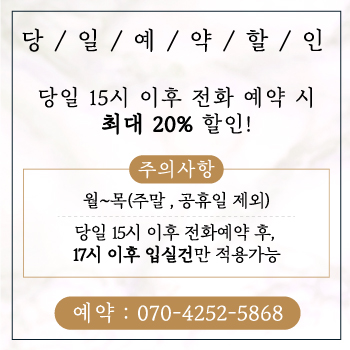 당 / 일 / 예 / 약 / 할 / 인
당일 15시 이후 전화 예약 시
최대 20% 할인!
주의사항
월~목(주말 , 공휴일 제외)
당일 15시 이후 전화예약 후,
17시 이후 입실건만 적용가능
예약 : 070-4252-5868